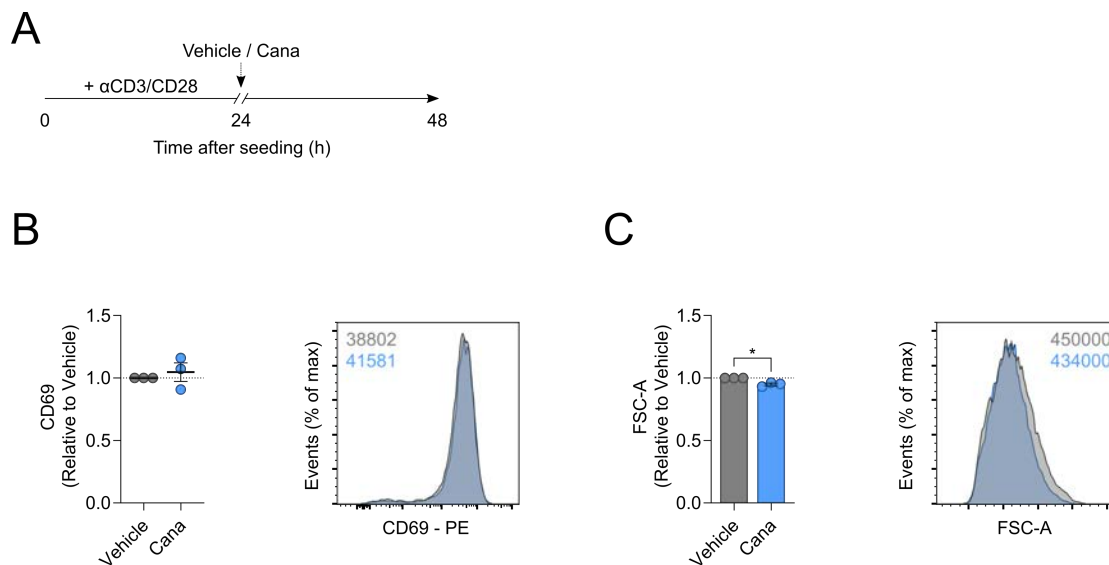 A
Vehicle / Cana
+ αCD3/CD28
0
24
48
Time after seeding (h)
B
CD69
(Relative to Vehicle)
1.5
1.0
0.5
0.0
Vehicle
Cana
Events (% of max)
38802
41581
CD69 - PE
C
FSC-A
(Relative to Vehicle)
1.5
1.0
0.5
0.0
*
Vehicle
Cana
Events (% of max)
450000
434000
FSC-A